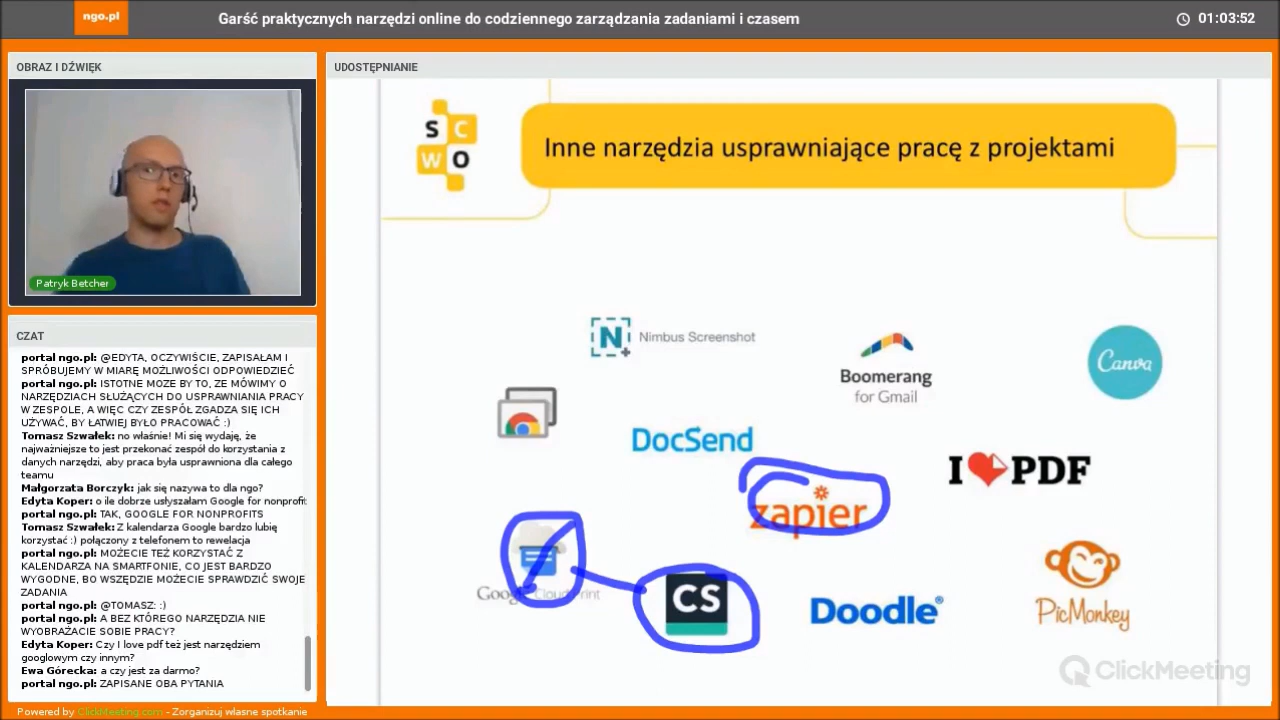 ngo.pl
Garść praktycznych narzędzi online do codziennego zarządzania zadaniami i czasem
01:03:52
OBRAZ I DŹWIĘK
Patryk Betcher
CZAT
portal ngo.pl: @EDYTA, OCZYWIŚCIE, ZAPISAŁAM I
SPRÓBUJEMY W MIARĘ MOŻLIWOŚCI ODPOWIEDZIEĆ
portal ngo.pl: ISTOTNE MOZE BY TO, ZE MÓWIMY O
NARZĘDZIACH SŁUŻĄCYCH DO USPRAWNIANIA PRACY
W ZESPOLE, A WIĘC CZY ZESPÓŁ ZGADZA SIĘ ICH
UŻYWAĆ, BY ŁATWIEJ BYŁO PRACOWAĆ :)
Tomasz Szwałek: no właśnie! Mi się wydaję, że
najważniejsze to jest przekonać zespół do korzystania z
danych narzędzi, aby praca była usprawniona dla całego
teamu
Małgorzata Borczyk: jak się nazywa to dla ngo?
Edyta Koper: o ile dobrze usłyszałam Google for nonprofit
portal ngo.pl: TAK, GOOGLE FOR NONPROFITS
Tomasz Szwałek: Z kalendarza Google bardzo lubię
korzystać :) połączony z telefonem to rewelacja
portal ngo.pl: MOŻECIE TEŻ KORZYSTAĆ Z
KALENDARZA NA SMARTFONIE, CO JEST BARDZO
WYGODNE, BO WSZĘDZIE MOŻECIE SPRAWDZIĆ SWOJE
ZADANIA
portal ngo.pl: @TOMASZ: :)
portal ngo.pl: A BEZ KTÓREGO NARZĘDZIA NIE
WYOBRAŻACIE SOBIE PRACY?
Edyta Koper: Czy I love pdf też jest narzędziem
googlowym czy innym?
Ewa Górecka: a czy jest za darmo?
portal ngo.pl: ZAPISANE OBA PYTANIA
Powered by ClickMeeting.com - Zorganizuj własne spotkanie
UDOSTĘPNIANIE
S C
W O
Inne narzędzia usprawniające pracę z projektami
N Nimbus Screenshot
Boomerang
for Gmail
Canva
DocSend
I PDF
zapier
Google Cloud Print
CS
Doodle®
PicMonkey
ClickMeeting